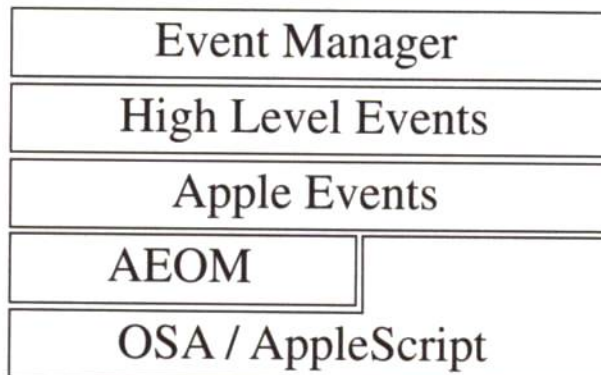 Event Manager
High Level Events
Apple Events
AEOM
OSA / AppleScript